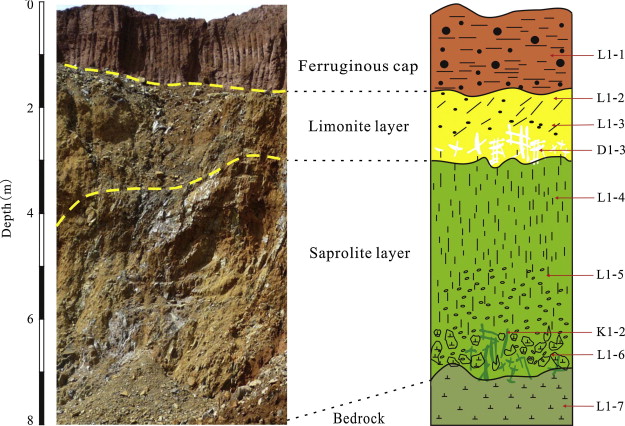 0
2
4
6
8
Depth(m)
Ferruginous cap
Limonite layer
Saprolite layer
Bedrock
L1-1
L1-2
L1-3
D1-3
L1-4
L1-5
K1-2
L1-6
L1-7